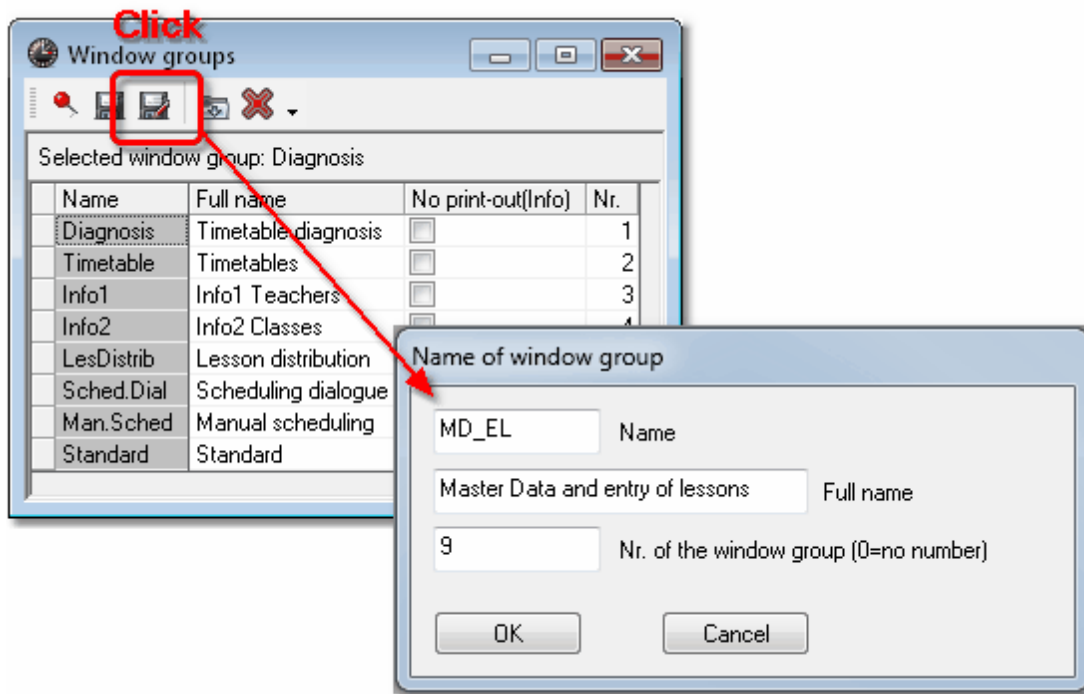 Click
Window groups
Selected window group: Diagnosis
Name Full name No print-out(Info) Nr.
Diagnosis Timetable diagnosis 1
Timetable Timetables 2
Info1 Info1 Teachers 3
Info2 Info2 Classes 4
LesDistrib Lesson distribution
Sched.Dial Scheduling dialogue
Man.Sched Manual scheduling
Standard Standard
Name of window group
MD_EL Name
Master Data and entry of lessons Full name
9 Nr. of the window group (0=no number)
OK Cancel